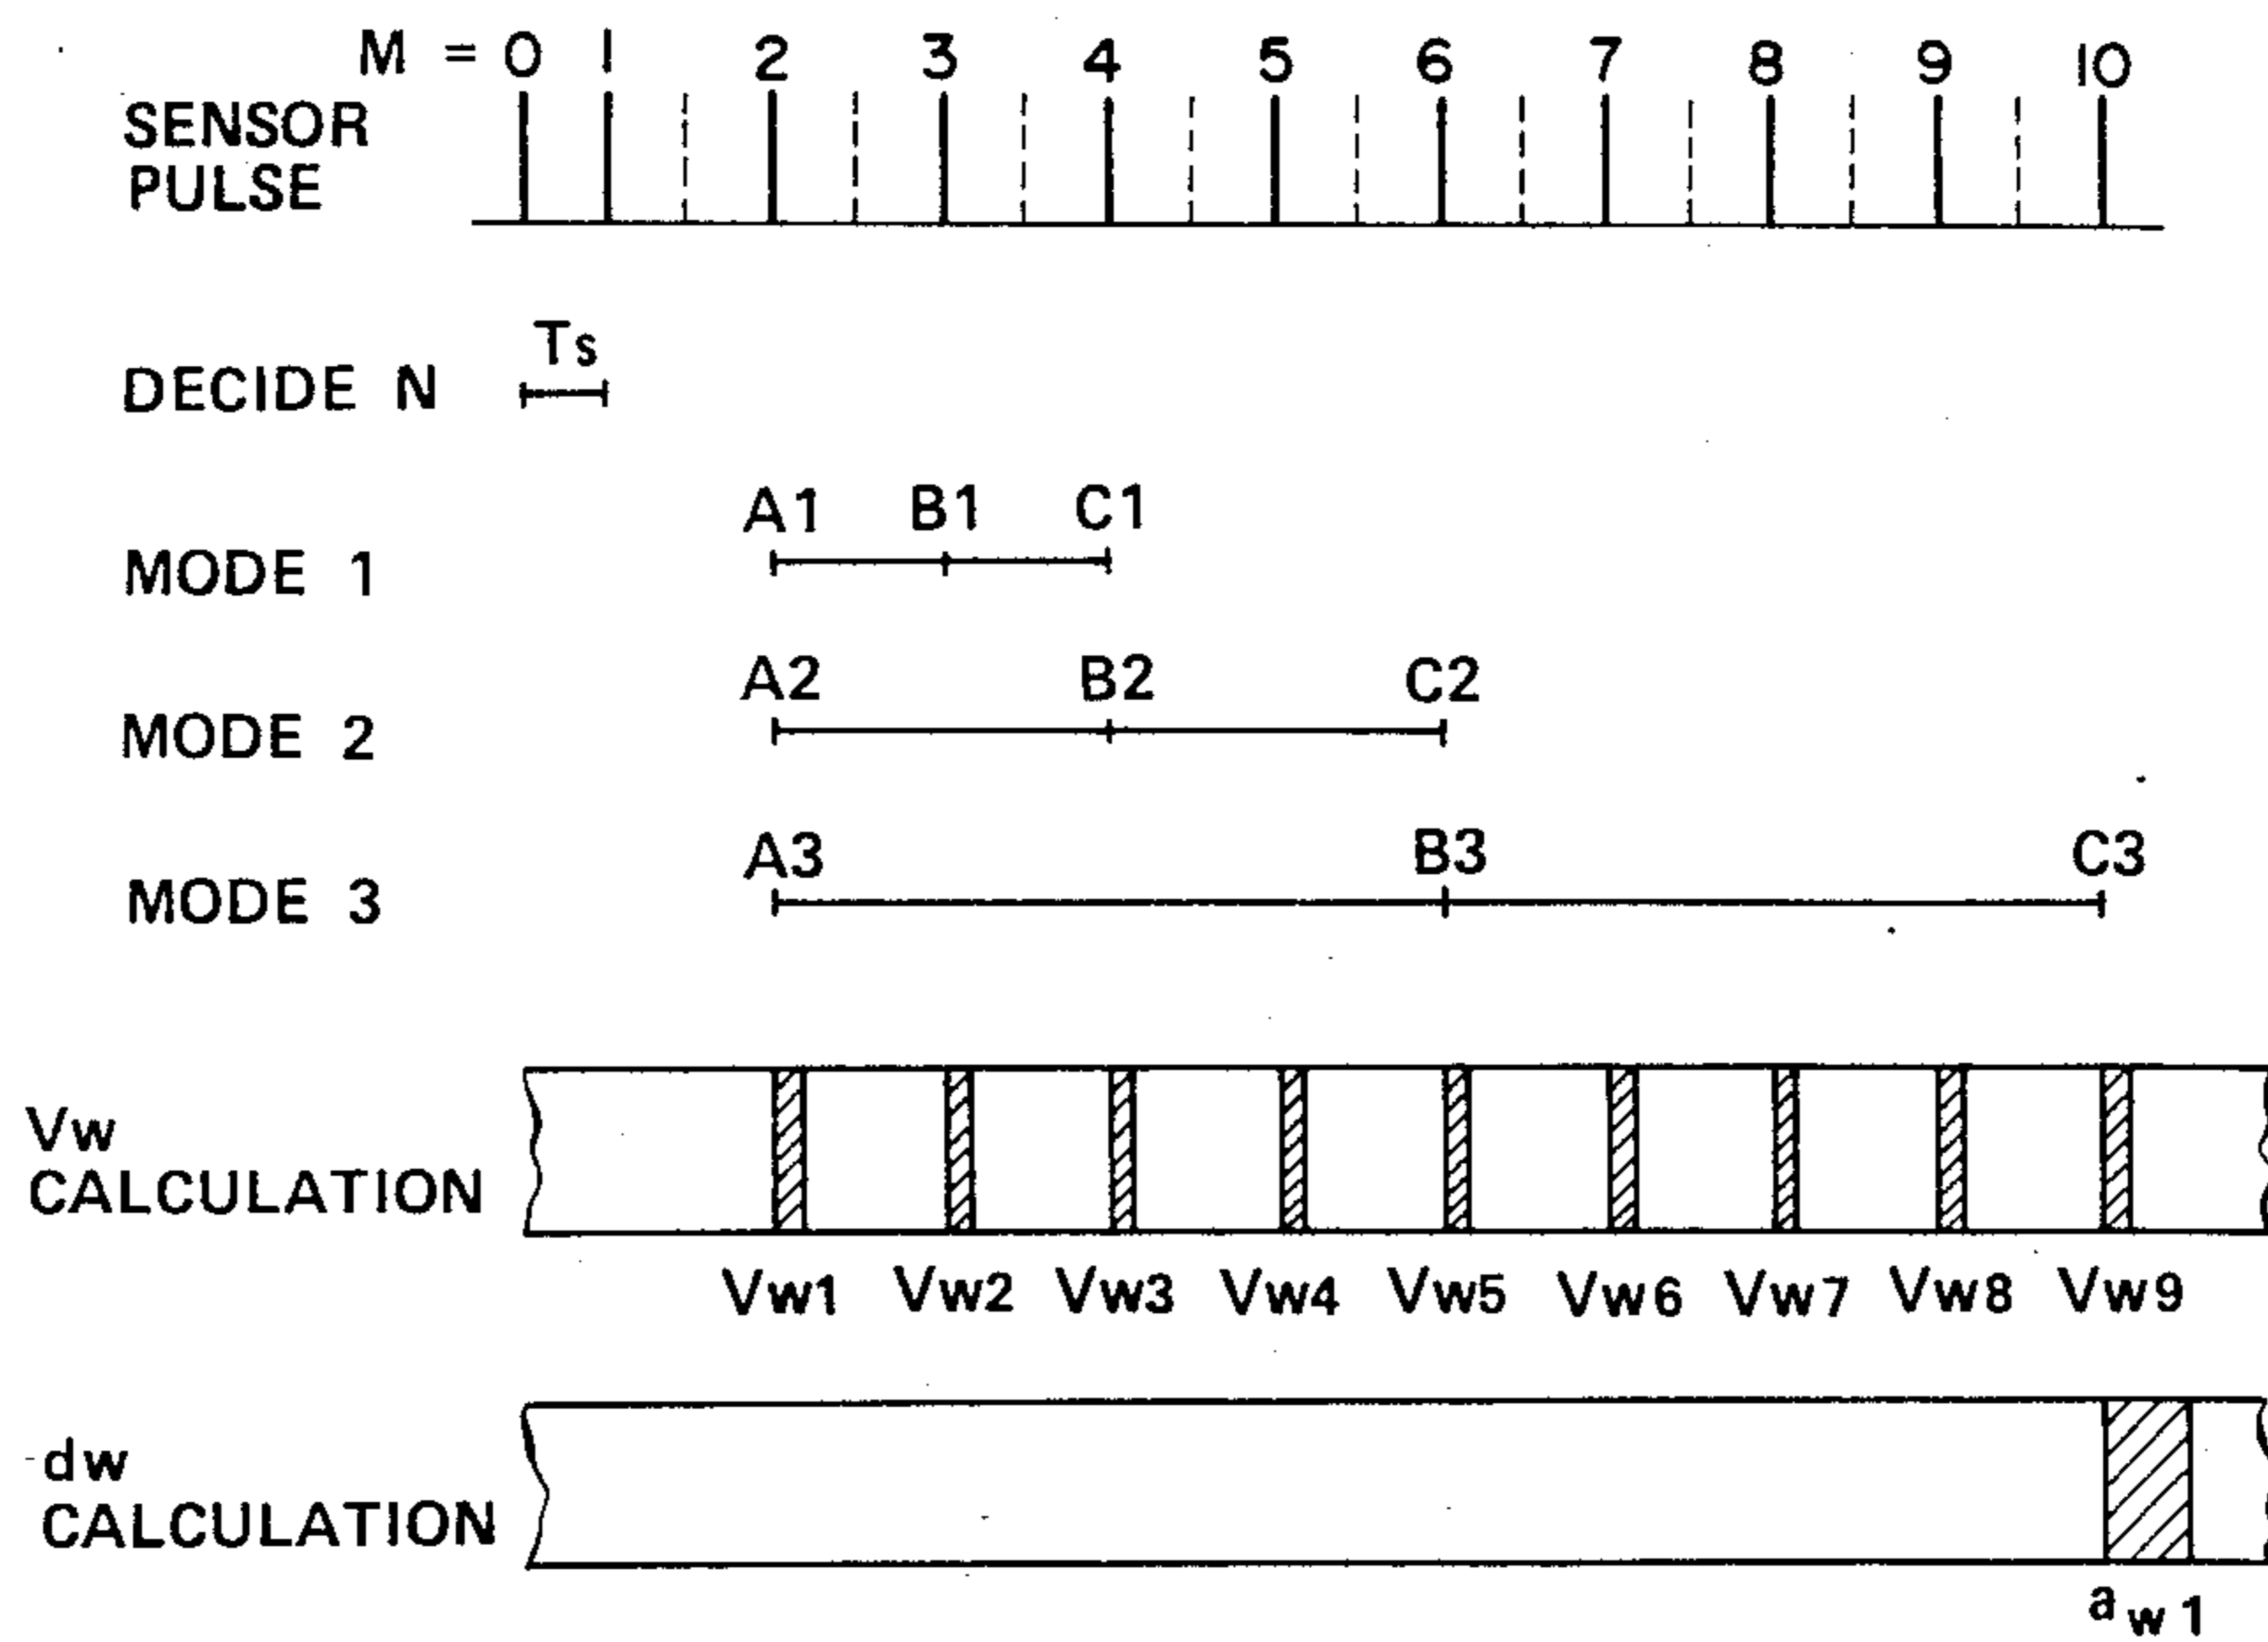 M = 0 1 2 3 4 5 6 7 8 9 10
SENSOR
PULSE
Ts
DECIDE N
A1 B1 C1
MODE 1
A2 B2 C2
MODE 2
A3 B3 C3
MODE 3
Vw
CALCULATION
Vw1 Vw2 Vw3 Vw4 Vw5 Vw6 Vw7 Vw8 Vw9
dw
CALCULATION
aw1